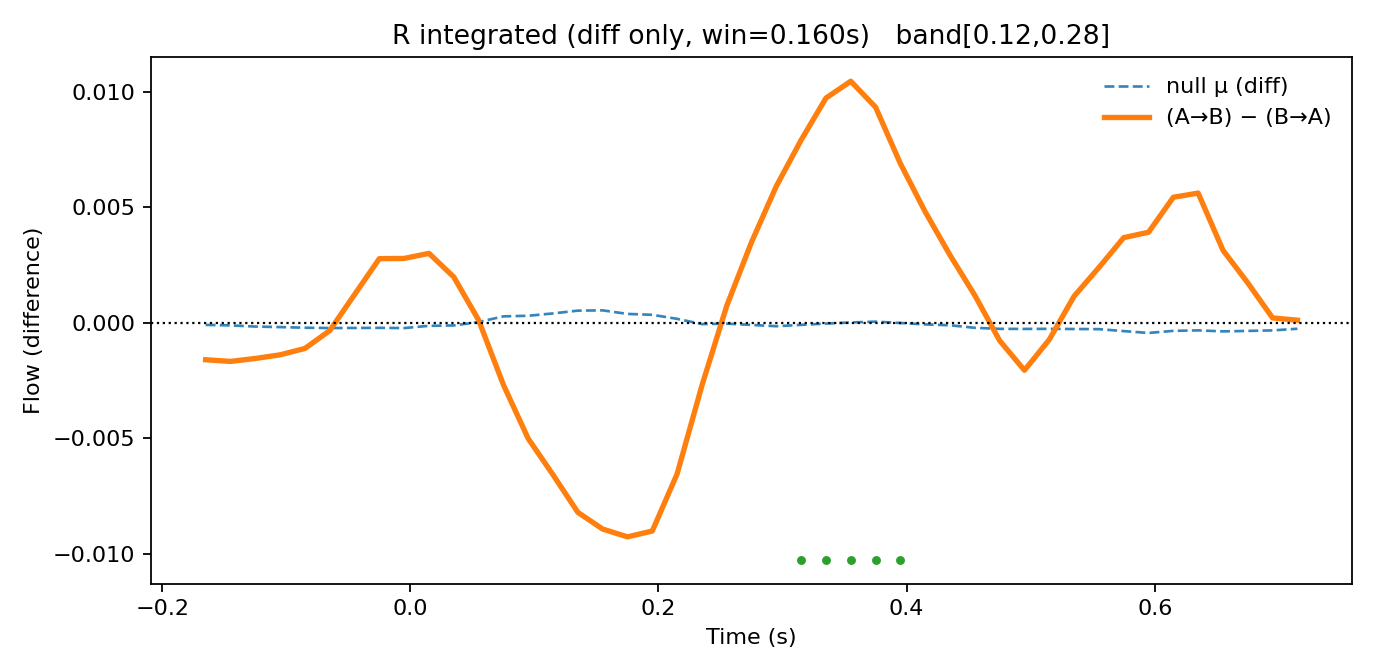 R integrated (diff only, win=0.160s)   band[0.12,0.28]
null μ (diff)
(A→B) − (B→A)
Flow (difference)
0.010
0.005
0.000
−0.005
−0.010
−0.2
0.0
0.2
0.4
0.6
Time (s)